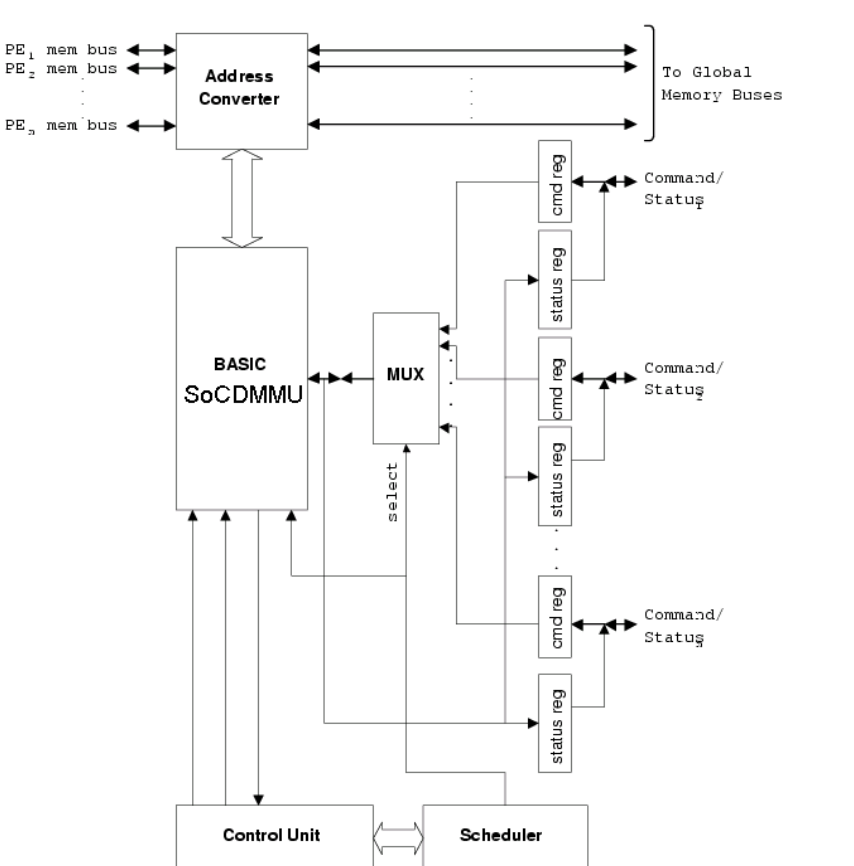 PE₁ mem bus
PE₂ mem bus
PEₙ mem bus
Address
Converter
To Global
Memory Buses
cmd reg
Command/
Status₁
status reg
BASIC
SoCDMMU
MUX
cmd reg
Command/
Status₂
select
status reg
cmd reg
Command/
Statusₙ
status reg
Control Unit
Scheduler